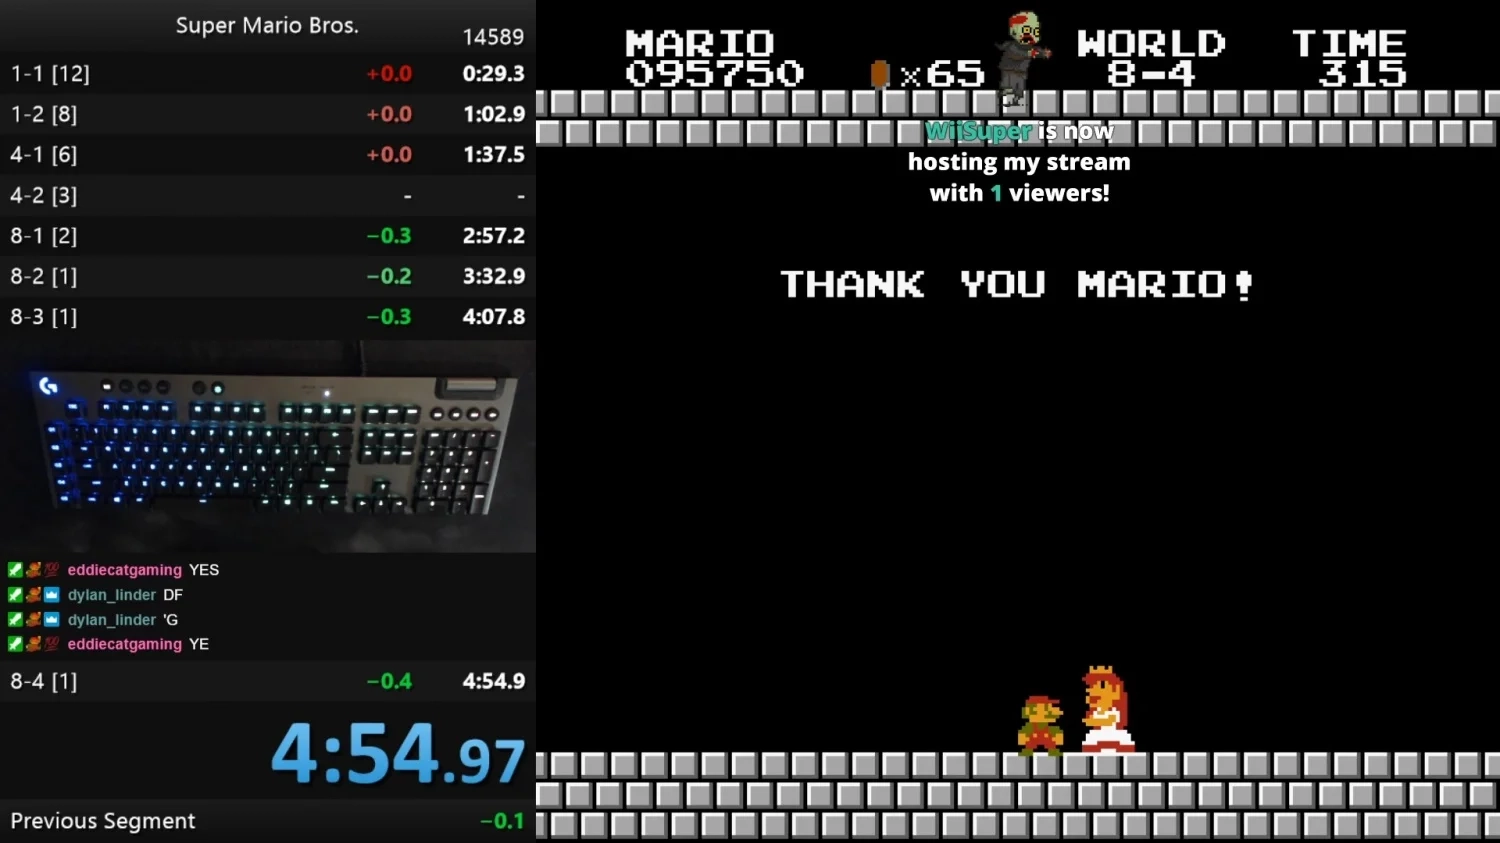 Super Mario Bros.
14589
1-1 [12] +0.0 0:29.3
1-2 [8] +0.0 1:02.9
4-1 [6] +0.0 1:37.5
4-2 [3] - -
8-1 [2] −0.3 2:57.2
8-2 [1] −0.2 3:32.9
8-3 [1] −0.3 4:07.8
G
eddiecatgaming YES
dylan_linder DF
dylan_linder 'G
eddiecatgaming YE
8-4 [1] −0.4 4:54.9
4:54.97
Previous Segment −0.1
MARIO WORLD TIME
095750 x65 8-4 315
WiiSuper is now
hosting my stream
with 1 viewers!
THANK YOU MARIO!